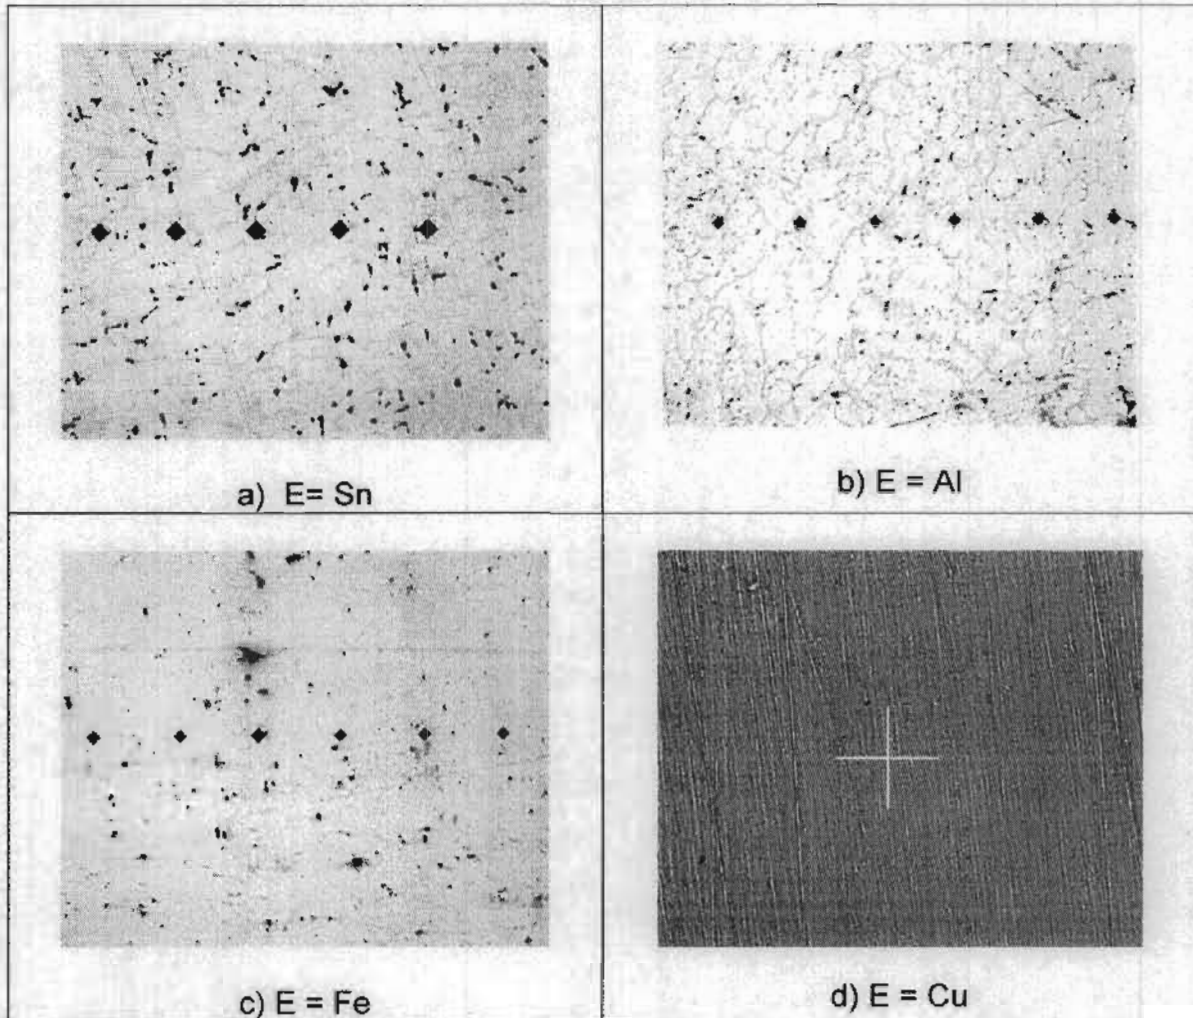 a) E= Sn
b) E = Al
c) E = Fe
d) E = Cu